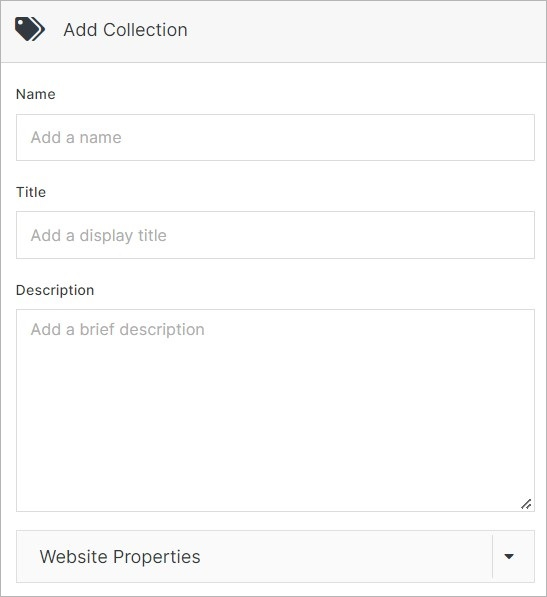 Add Collection
Name
Add a name
Title
Add a display title
Description
Add a brief description
Website Properties